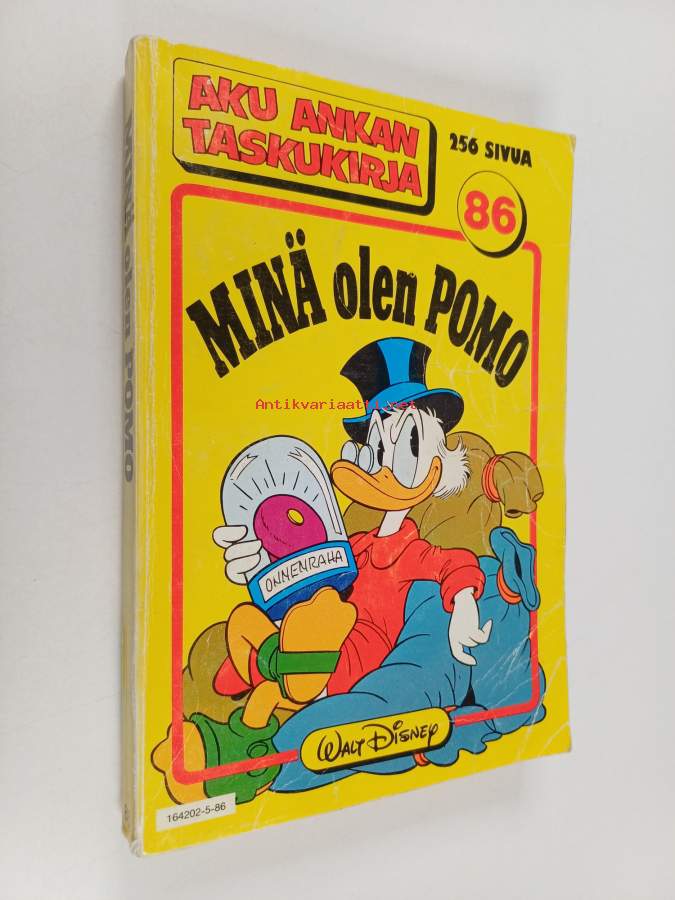 AKU ANKAN
TASKUKIRJA
256 SIVUA
86
MINÄ olen POMO
MINÄ olen POMO
Antikvariaatti.net
ONNENRAHA
WALT DISNEY
164202-5-86